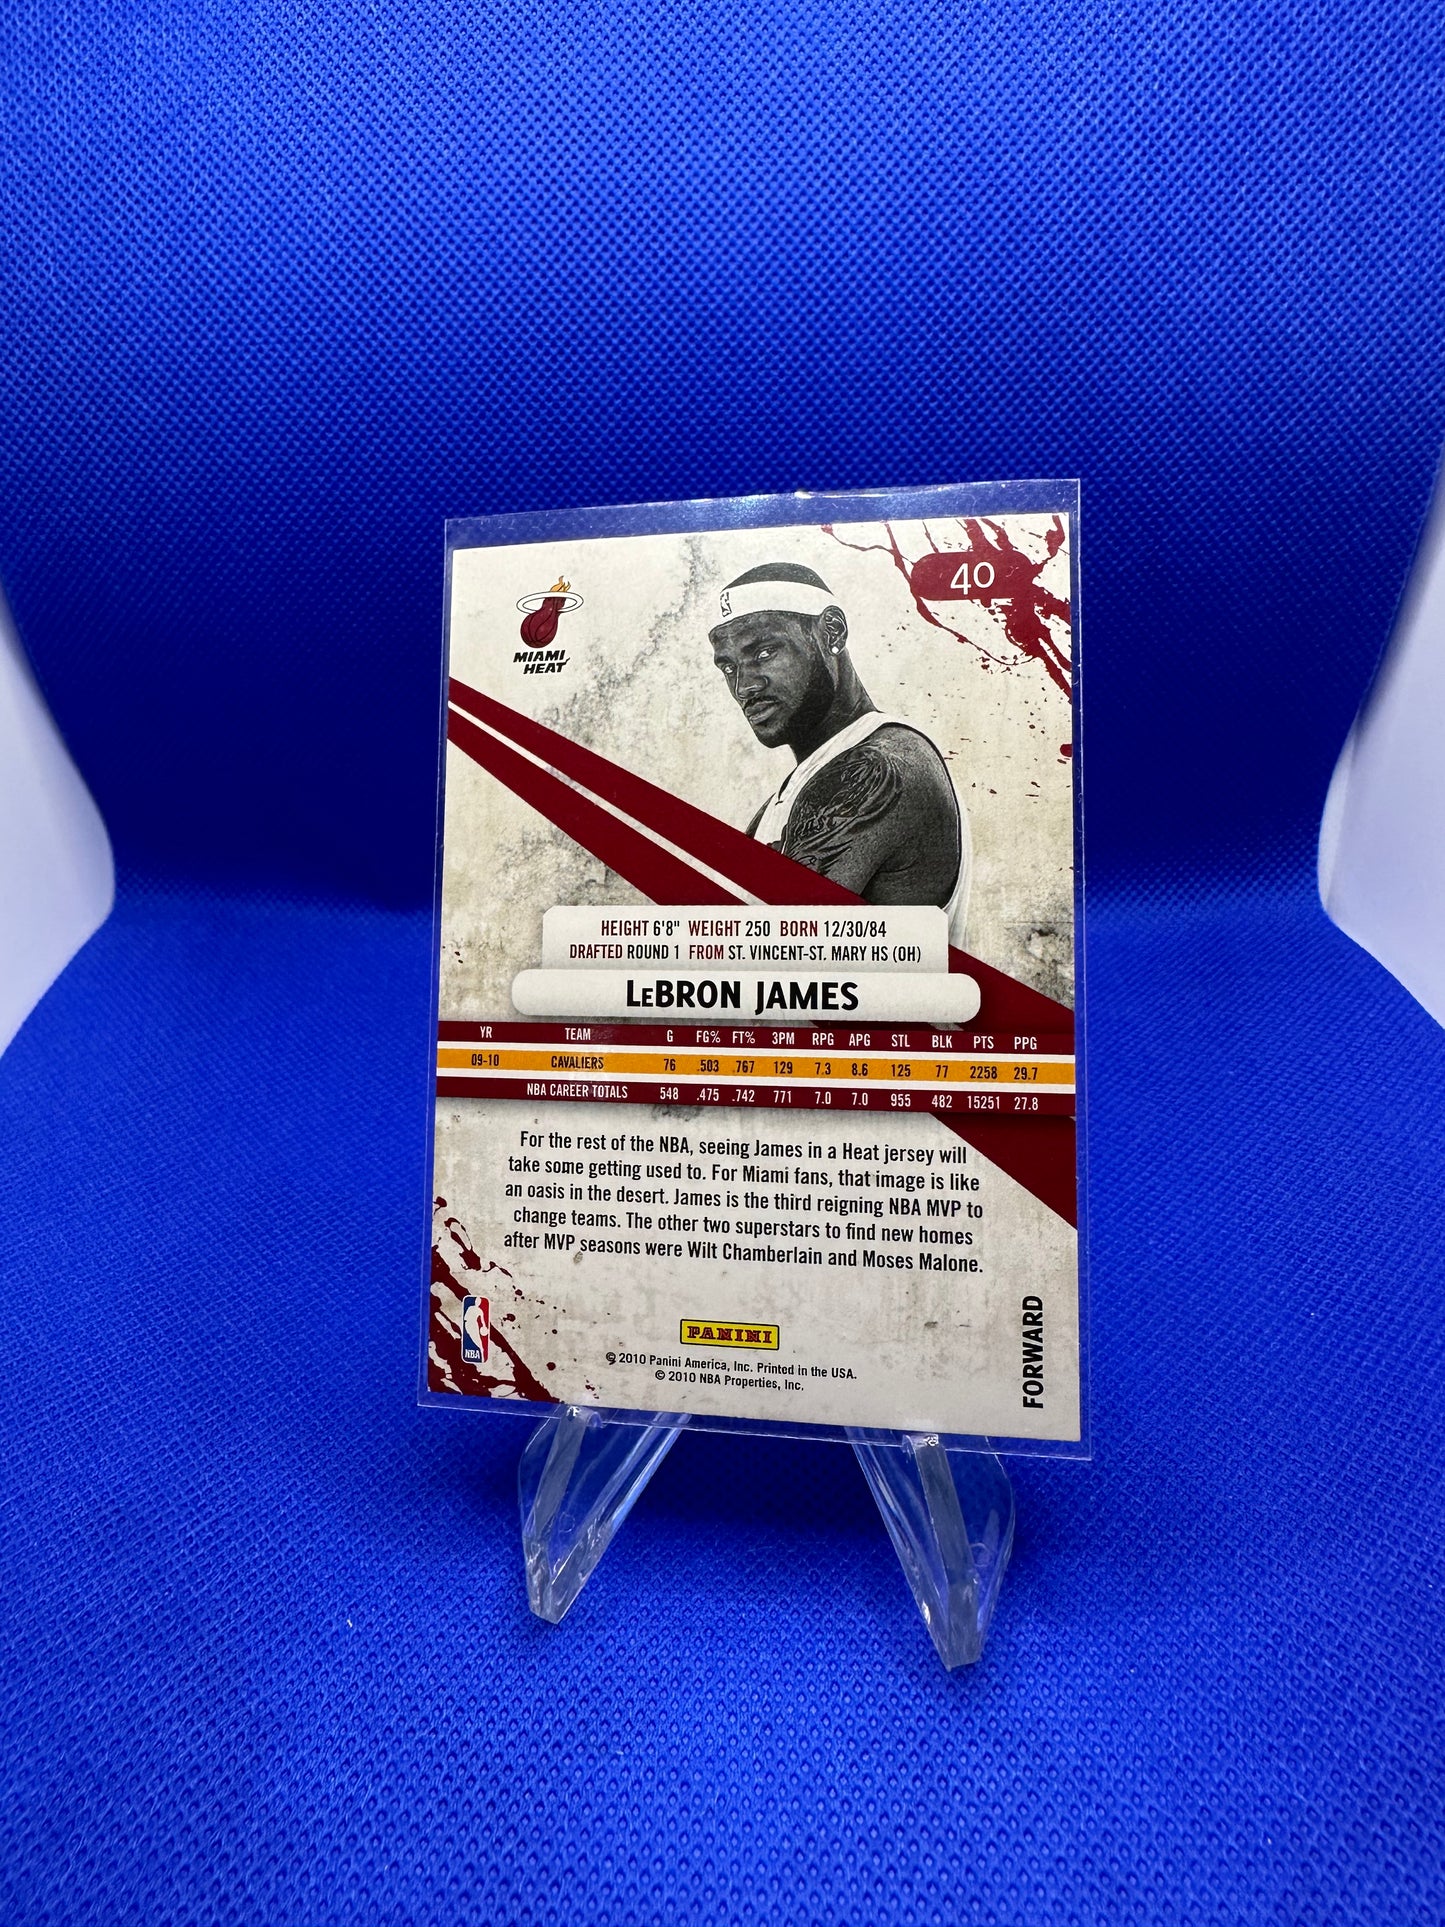 40
MIAMI
HEAT
HEIGHT 6'8" WEIGHT 250 BORN 12/30/84
DRAFTED ROUND 1 FROM ST. VINCENT-ST. MARY HS (OH)
LeBRON JAMES
YR TEAM G FG% FT% 3PM RPG APG STL BLK PTS PPG
09-10 CAVALIERS 76 .503 .767 129 7.3 8.6 125 77 2258 29.7
NBA CAREER TOTALS 548 .475 .742 771 7.0 7.0 955 482 15251 27.8
For the rest of the NBA, seeing James in a Heat jersey will
take some getting used to. For Miami fans, that image is like
an oasis in the desert. James is the third reigning NBA MVP to
change teams. The other two superstars to find new homes
after MVP seasons were Wilt Chamberlain and Moses Malone.
NBA
PANINI
© 2010 Panini America, Inc. Printed in the USA.
© 2010 NBA Properties, Inc.
FORWARD